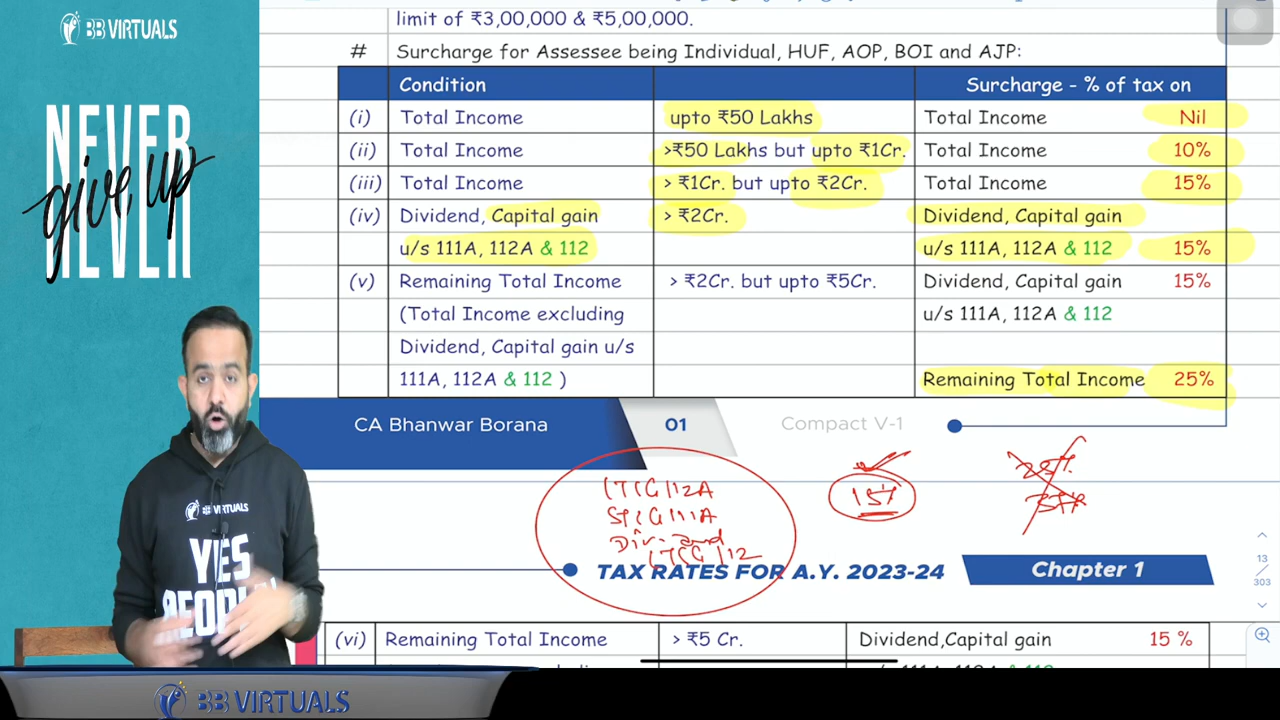 BB VIRTUALS
NEVER
give up
NEVER
limit of ₹3,00,000 & ₹5,00,000.
# Surcharge for Assessee being Individual, HUF, AOP, BOI and AJP:
Condition Surcharge - % of tax on
(i) Total Income upto ₹50 Lakhs Total Income Nil
(ii) Total Income >₹50 Lakhs but upto ₹1Cr. Total Income 10%
(iii) Total Income > ₹1Cr. but upto ₹2Cr. Total Income 15%
(iv) Dividend, Capital gain > ₹2Cr. Dividend, Capital gain
u/s 111A, 112A & 112 u/s 111A, 112A & 112 15%
(v) Remaining Total Income > ₹2Cr. but upto ₹5Cr. Dividend, Capital gain 15%
(Total Income excluding u/s 111A, 112A & 112
Dividend, Capital gain u/s
111A, 112A & 112 ) Remaining Total Income 25%
CA Bhanwar Borana 01 Compact V-1
LTCG 112A
STCG 111A
Dividend
LTCG 112
15%
25%
TAX RATES FOR A.Y. 2023-24 Chapter 1
13
303
(vi) Remaining Total Income > ₹5 Cr. Dividend,Capital gain 15 %
BB VIRTUALS
YES
PEOPLE
BB VIRTUALS